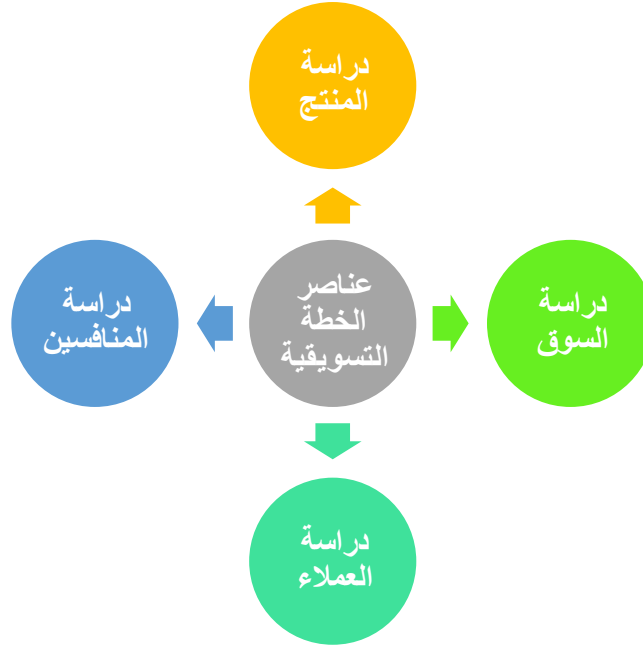 دراسة
المنتج
دراسة
السوق
عناصر
الخطة
التسويقية
دراسة
المنافسين
دراسة
العملاء